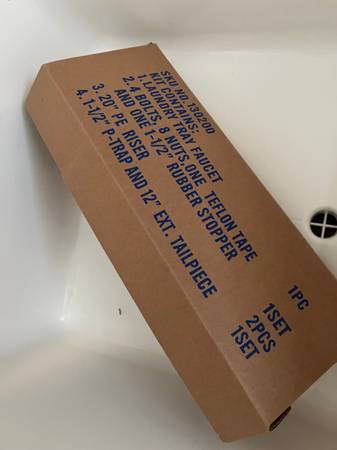 SKU NO. 130200
KIT CONTAINS:
1. LAUNDRY TRAY FAUCET 1PC
2. 4 BOLTS, 8 NUTS,ONE TEFLON TAPE
AND ONE 1-1/2" RUBBER STOPPER 1SET
3. 20" PE RISER 2PCS
4. 1-1/2" P-TRAP AND 12" EXT. TAILPIECE 1SET